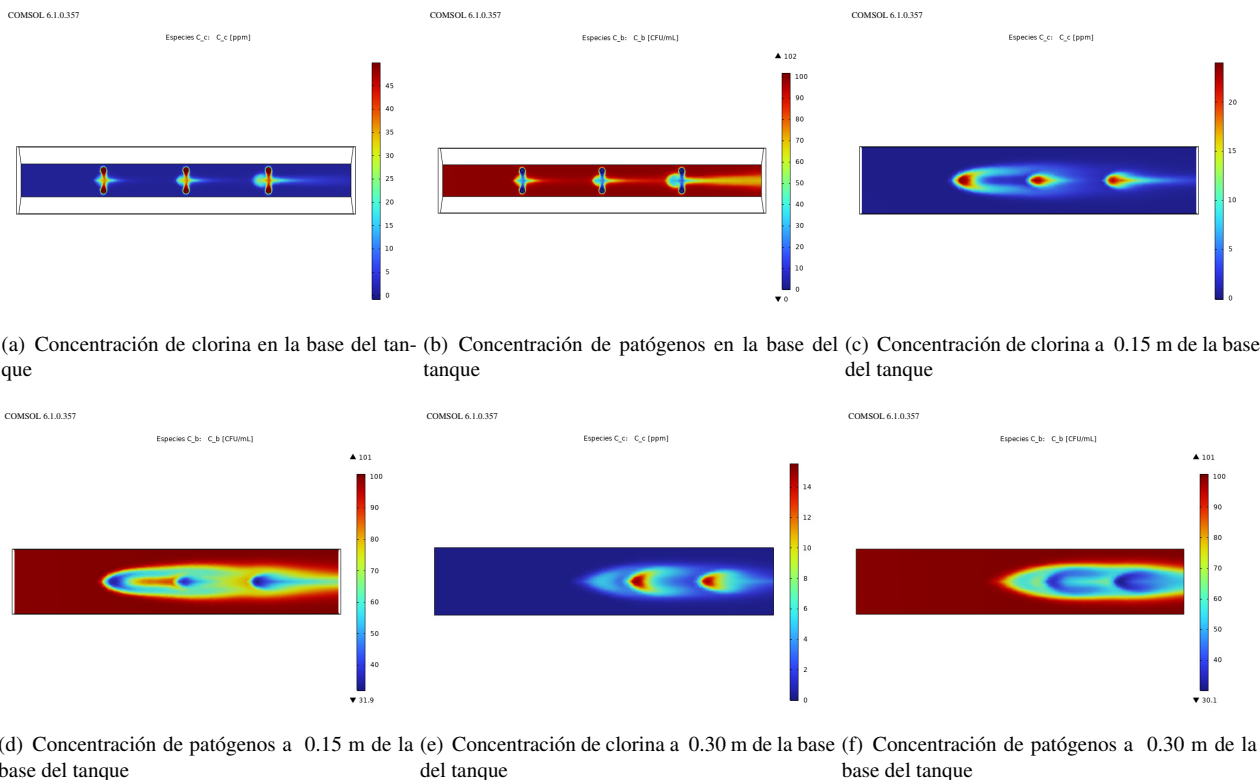 COMSOL 6.1.0.357
Especies C_c: C_c [ppm]
45
40
35
30
25
20
15
10
5
0
(a) Concentración de clorina en la base del tan-
que
COMSOL 6.1.0.357
Especies C_b: C_b [CFU/mL]
▲ 102
100
90
80
70
60
50
40
30
20
10
0
▼ 0
(b) Concentración de patógenos en la base del
tanque
COMSOL 6.1.0.357
Especies C_c: C_c [ppm]
20
15
10
5
0
(c) Concentración de clorina a 0.15 m de la base
del tanque
COMSOL 6.1.0.357
Especies C_b: C_b [CFU/mL]
▲ 101
100
90
80
70
60
50
40
▼ 31.9
(d) Concentración de patógenos a 0.15 m de la
base del tanque
COMSOL 6.1.0.357
Especies C_c: C_c [ppm]
14
12
10
8
6
4
2
0
(e) Concentración de clorina a 0.30 m de la base
del tanque
COMSOL 6.1.0.357
Especies C_b: C_b [CFU/mL]
▲ 101
100
90
80
70
60
50
40
▼ 30.1
(f) Concentración de patógenos a 0.30 m de la
base del tanque